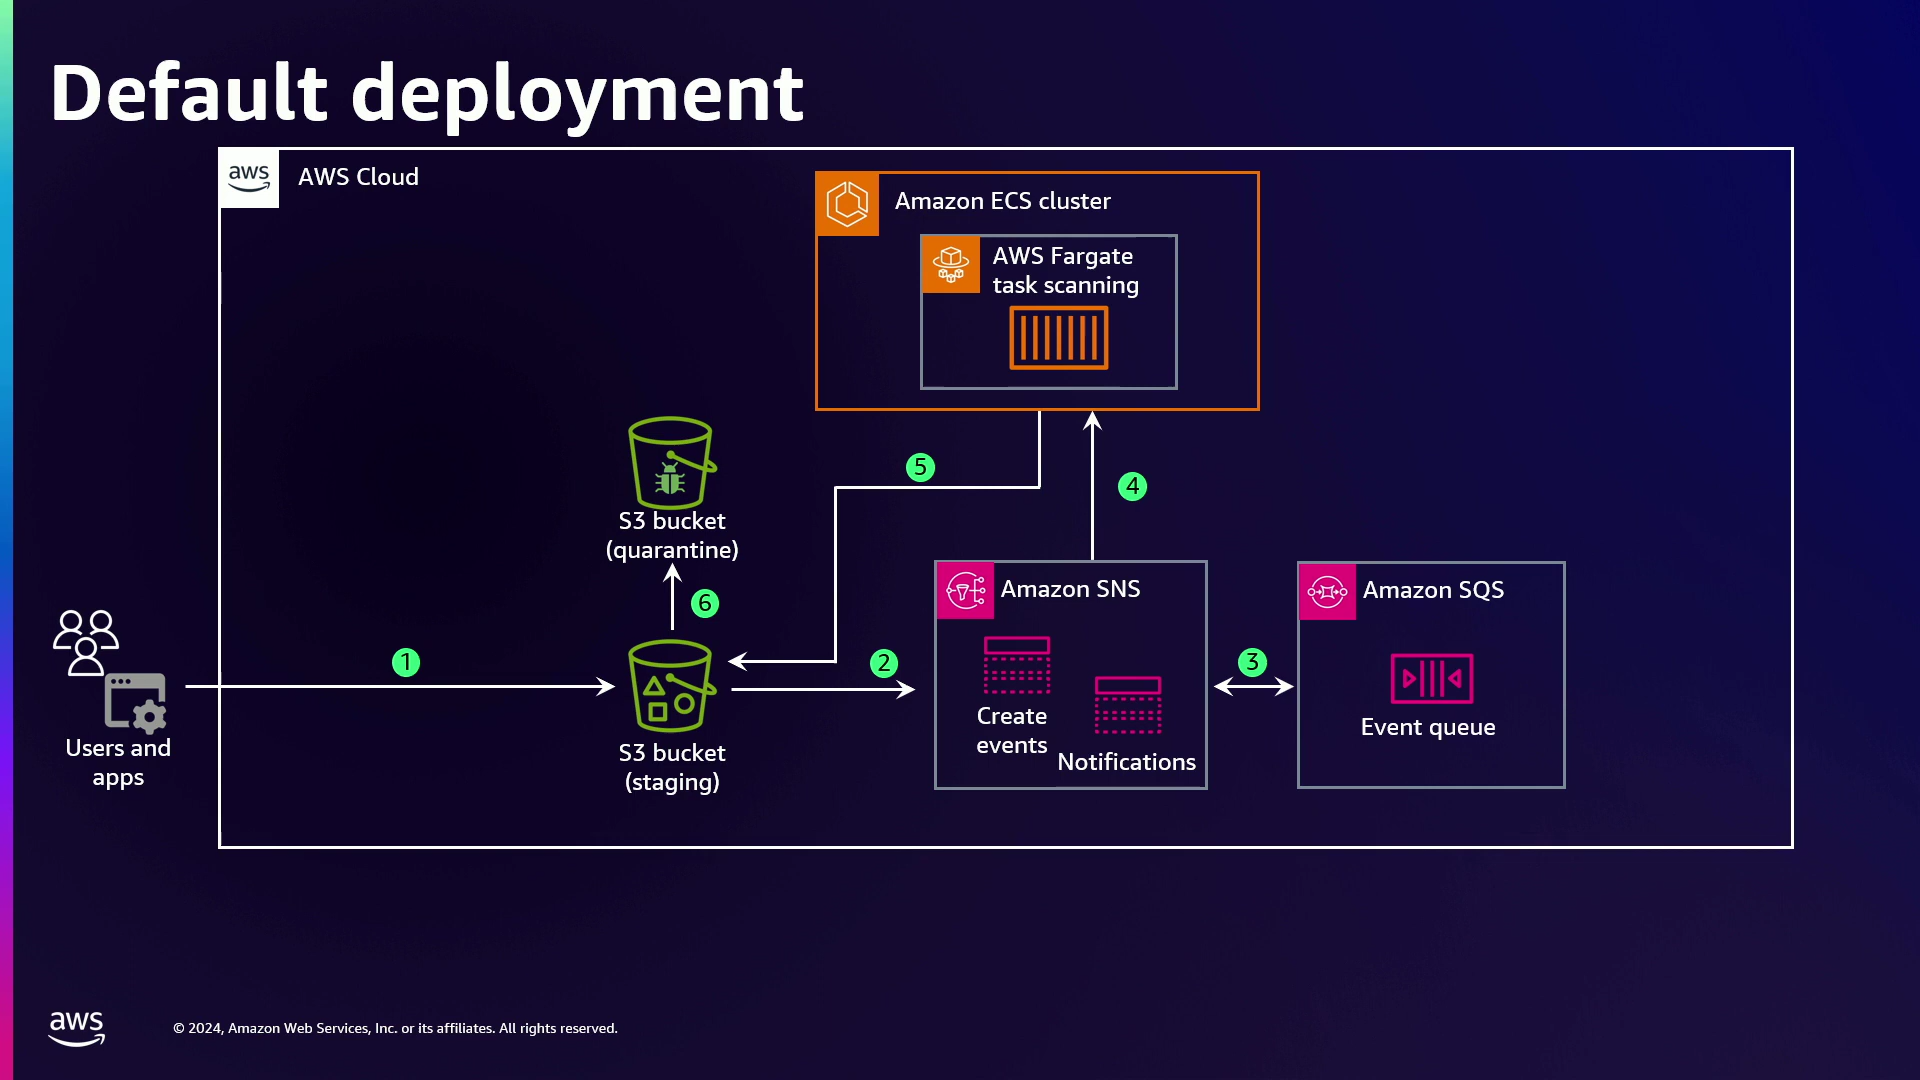 Default deployment
aws
AWS Cloud
Amazon ECS cluster
AWS Fargate
task scanning
5
4
S3 bucket
(quarantine)
6
Amazon SNS
Amazon SQS
1
2
3
Create
events
Notifications
Event queue
Users and
apps
S3 bucket
(staging)
aws
© 2024, Amazon Web Services, Inc. or its affiliates. All rights reserved.